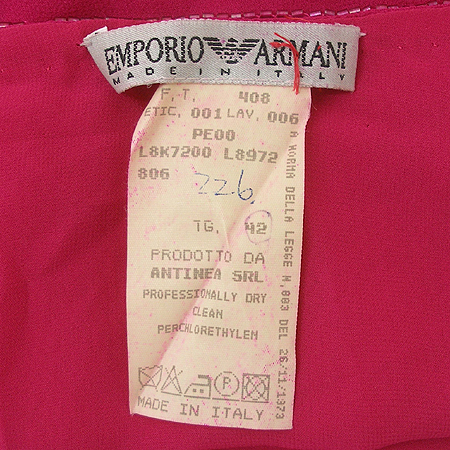 EMPORIO ARMANI
MADE IN ITALY
F.T. 408
ETIC. 001 LAV. 006
PE00
L8K7200 L8972
806
226
TG. 42
PRODOTTO DA
ANTINEA SRL
PROFESSIONALLY DRY
CLEAN
PERCHLORETHYLEN
P
R
MADE IN ITALY
A NORMA DELLA LEGGE N.883 DEL 26/11/1973